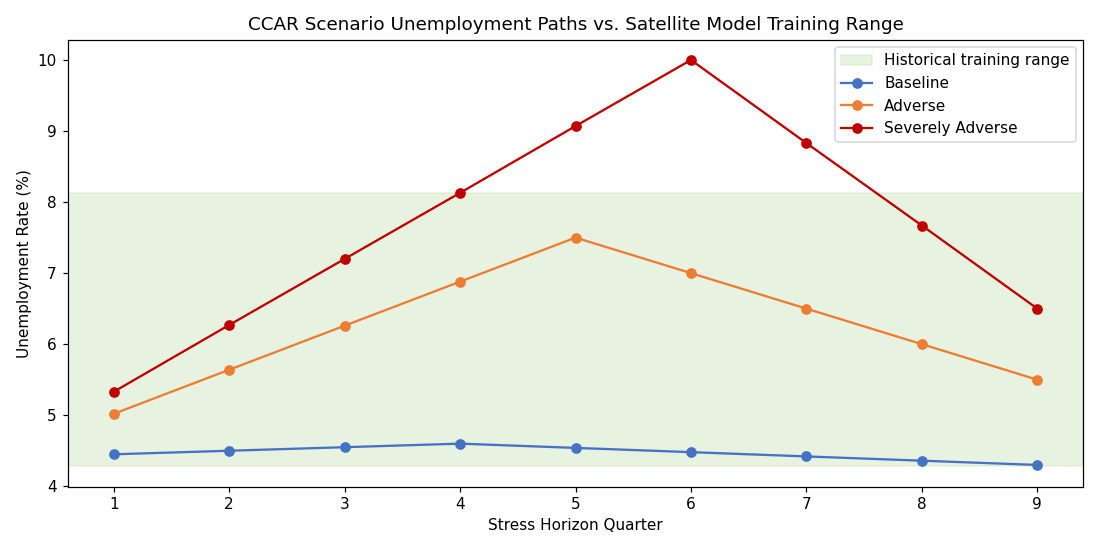 CCAR Scenario Unemployment Paths vs. Satellite Model Training Range
Historical training range
Baseline
Adverse
Severely Adverse
Unemployment Rate (%)
10
9
8
7
6
5
4
1 2 3 4 5 6 7 8 9
Stress Horizon Quarter